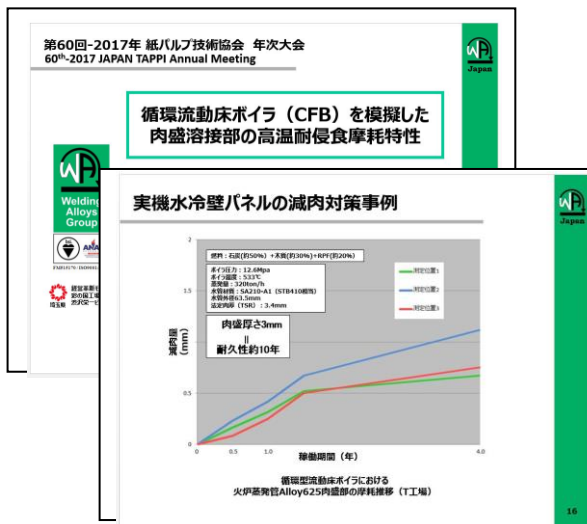 第60回-2017年 紙パルプ技術協会 年次大会
60th-2017 JAPAN TAPPI Annual Meeting
WA
Japan
循環流動床ボイラ（CFB）を模擬した
肉盛溶接部の高温耐侵食摩耗特性
WA
Welding
Alloys
Group
埼玉県
実機水冷壁パネルの減肉対策事例
WA
Japan
燃料：石炭(約50%）+木質(約30%)+RPF(約20%)
ボイラ圧力：12.6Mpa
ボイラ温度：533℃
蒸発量：320ton/h
水管材質：SA210-A1（STB410相当）
水管外径63.5mm
法定肉厚（TSR）：3.4mm
肉盛厚さ3mm
||
耐久性約10年
測定位置1
測定位置2
測定位置3
減肉量（mm）
2
1
0.5
0
0
0.5
1.0
4.0
稼働期間（年）
循環型流動床ボイラにおける
火炉蒸発管Alloy625肉盛部の摩耗推移（T工場）
16